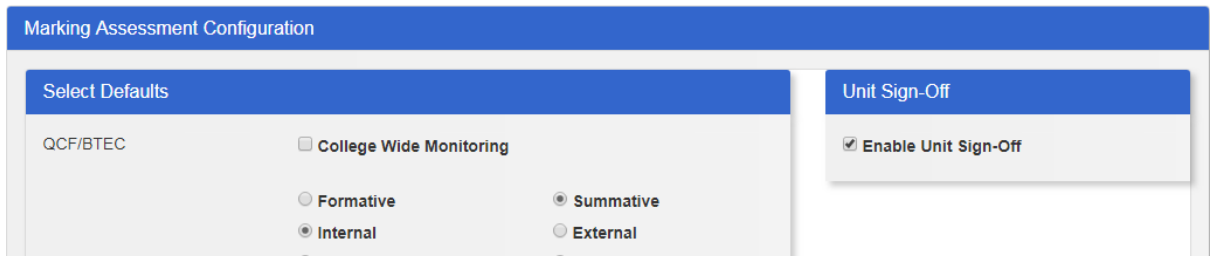 Marking Assessment Configuration
Select Defaults
Unit Sign-Off
QCF/BTEC
College Wide Monitoring
Enable Unit Sign-Off
Formative
Summative
Internal
External